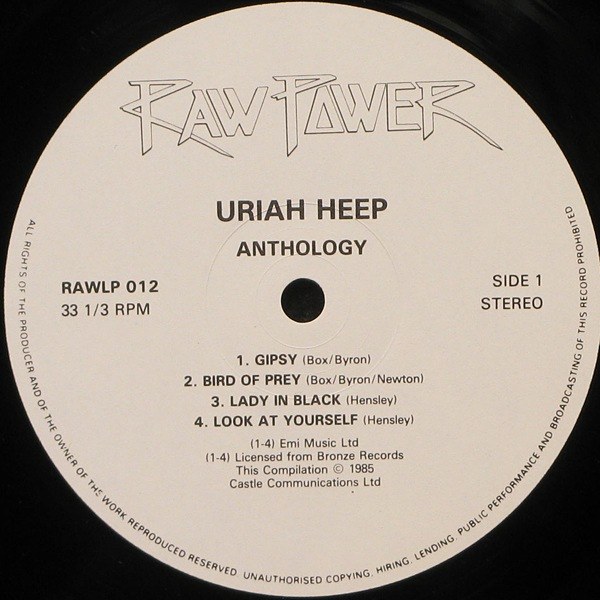 RAW POWER
URIAH HEEP
ANTHOLOGY
RAWLP 012
33 1/3 RPM
SIDE 1
STEREO
1. GIPSY (Box/Byron)
2. BIRD OF PREY (Box/Byron/Newton)
3. LADY IN BLACK (Hensley)
4. LOOK AT YOURSELF (Hensley)
(1-4) Emi Music Ltd
(1-4) Licensed from Bronze Records
This Compilation © 1985
Castle Communications Ltd
ALL RIGHTS OF THE PRODUCER AND OF THE OWNER OF THE WORK REPRODUCED RESERVED. UNAUTHORISED COPYING, HIRING, LENDING, PUBLIC PERFORMANCE AND BROADCASTING OF THIS RECORD PROHIBITED